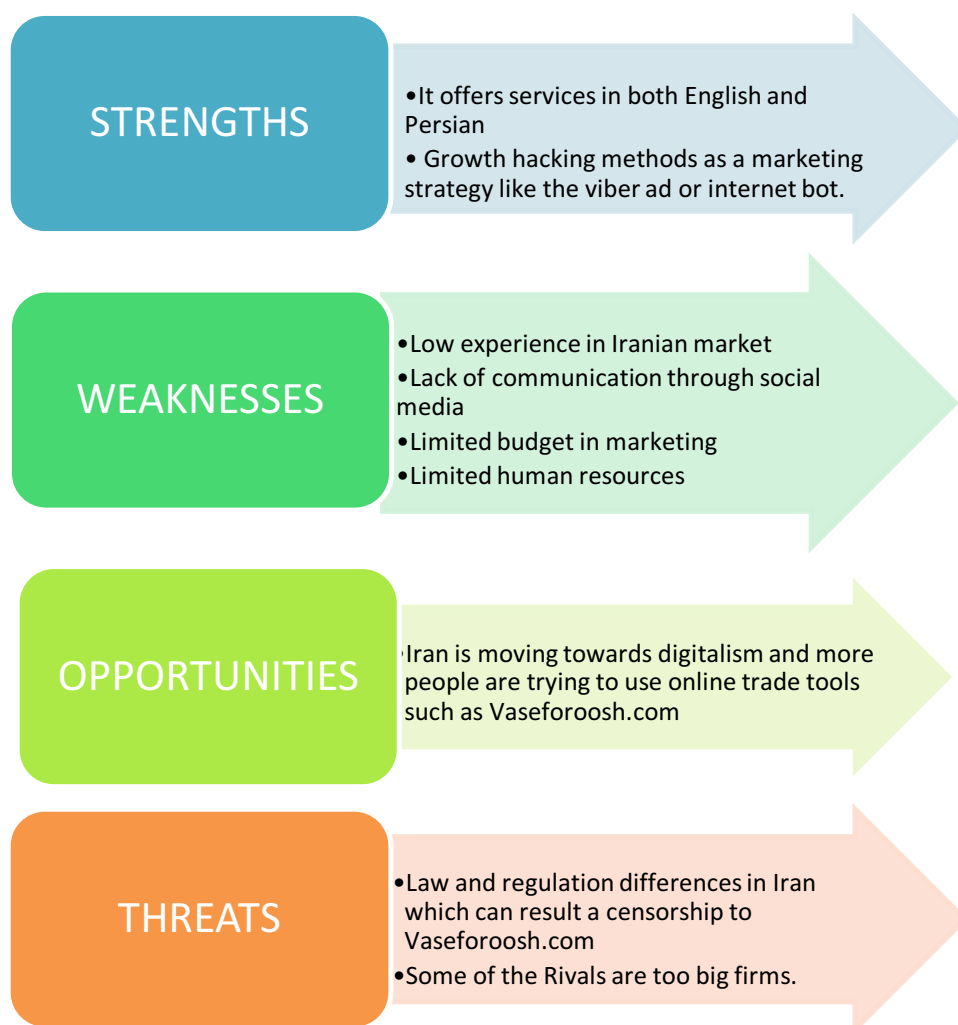 STRENGTHS
•It offers services in both English and
Persian
• Growth hacking methods as a marketing
strategy like the viber ad or internet bot.
WEAKNESSES
•Low experience in Iranian market
•Lack of communication through social
media
•Limited budget in marketing
•Limited human resources
OPPORTUNITIES
•Iran is moving towards digitalism and more
people are trying to use online trade tools
such as Vaseforoosh.com
THREATS
•Law and regulation differences in Iran
which can result a censorship to
Vaseforoosh.com
•Some of the Rivals are too big firms.